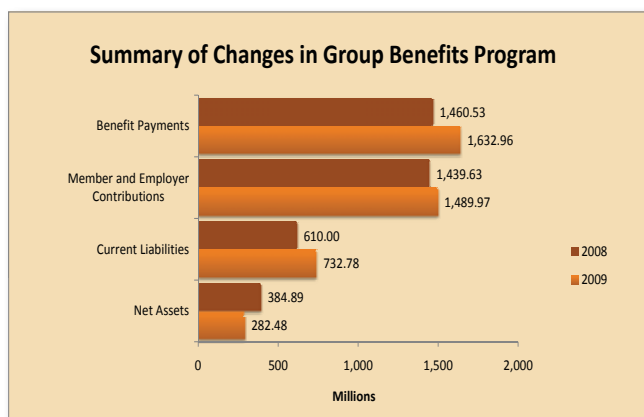 Summary of Changes in Group Benefits Program
Benefit Payments
1,460.53
1,632.96
Member and Employer
Contributions
1,439.63
1,489.97
Current Liabilities
610.00
732.78
Net Assets
384.89
282.48
2008
2009
0
500
1,000
1,500
2,000
Millions